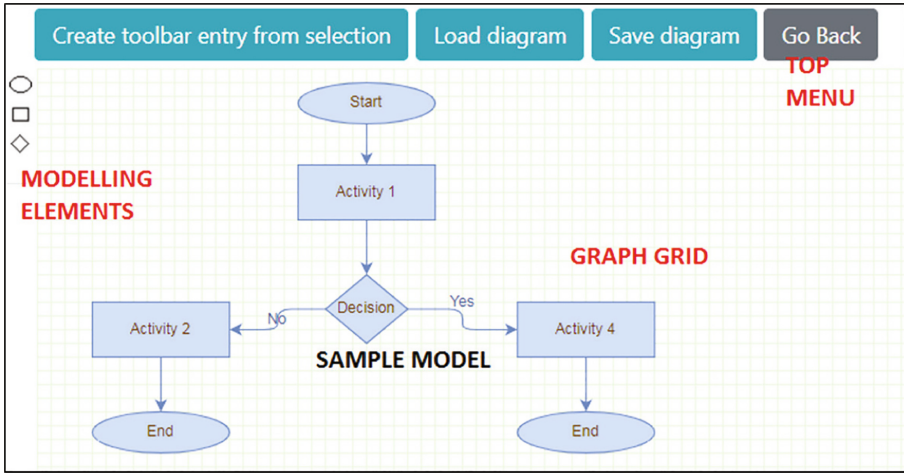 Create toolbar entry from selection
Load diagram
Save diagram
Go Back
TOP
MENU
Start
MODELLING
ELEMENTS
Activity 1
GRAPH GRID
Decision
No
Yes
Activity 2
Activity 4
SAMPLE MODEL
End
End